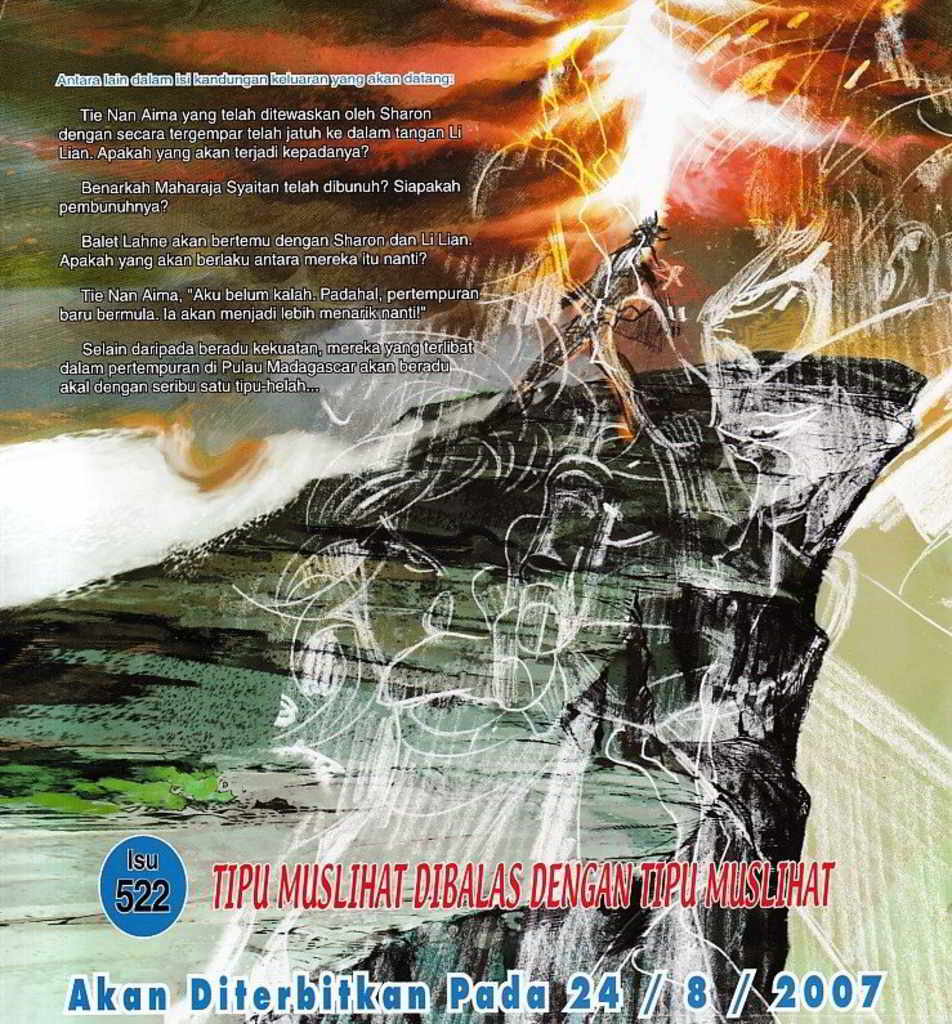 Antara lain dalam isi kandungan keluaran yang akan datang:
Tie Nan Aima yang telah ditewaskan oleh Sharon
dengan secara tergempar telah jatuh ke dalam tangan Li
Lian. Apakah yang akan terjadi kepadanya?
Benarkah Maharaja Syaitan telah dibunuh? Siapakah
pembunuhnya?
Balet Lahne akan bertemu dengan Sharon dan Li Lian.
Apakah yang akan berlaku antara mereka itu nanti?
Tie Nan Aima, "Aku belum kalah. Padahal, pertempuran
baru bermula. Ia akan menjadi lebih menarik nanti!"
Selain daripada beradu kekuatan, mereka yang terlibat
dalam pertempuran di Pulau Madagascar akan beradu
akal dengan seribu satu tipu-helah...
Isu
522
TIPU MUSLIHAT DIBALAS DENGAN TIPU MUSLIHAT
Akan Diterbitkan Pada 24 / 8 / 2007